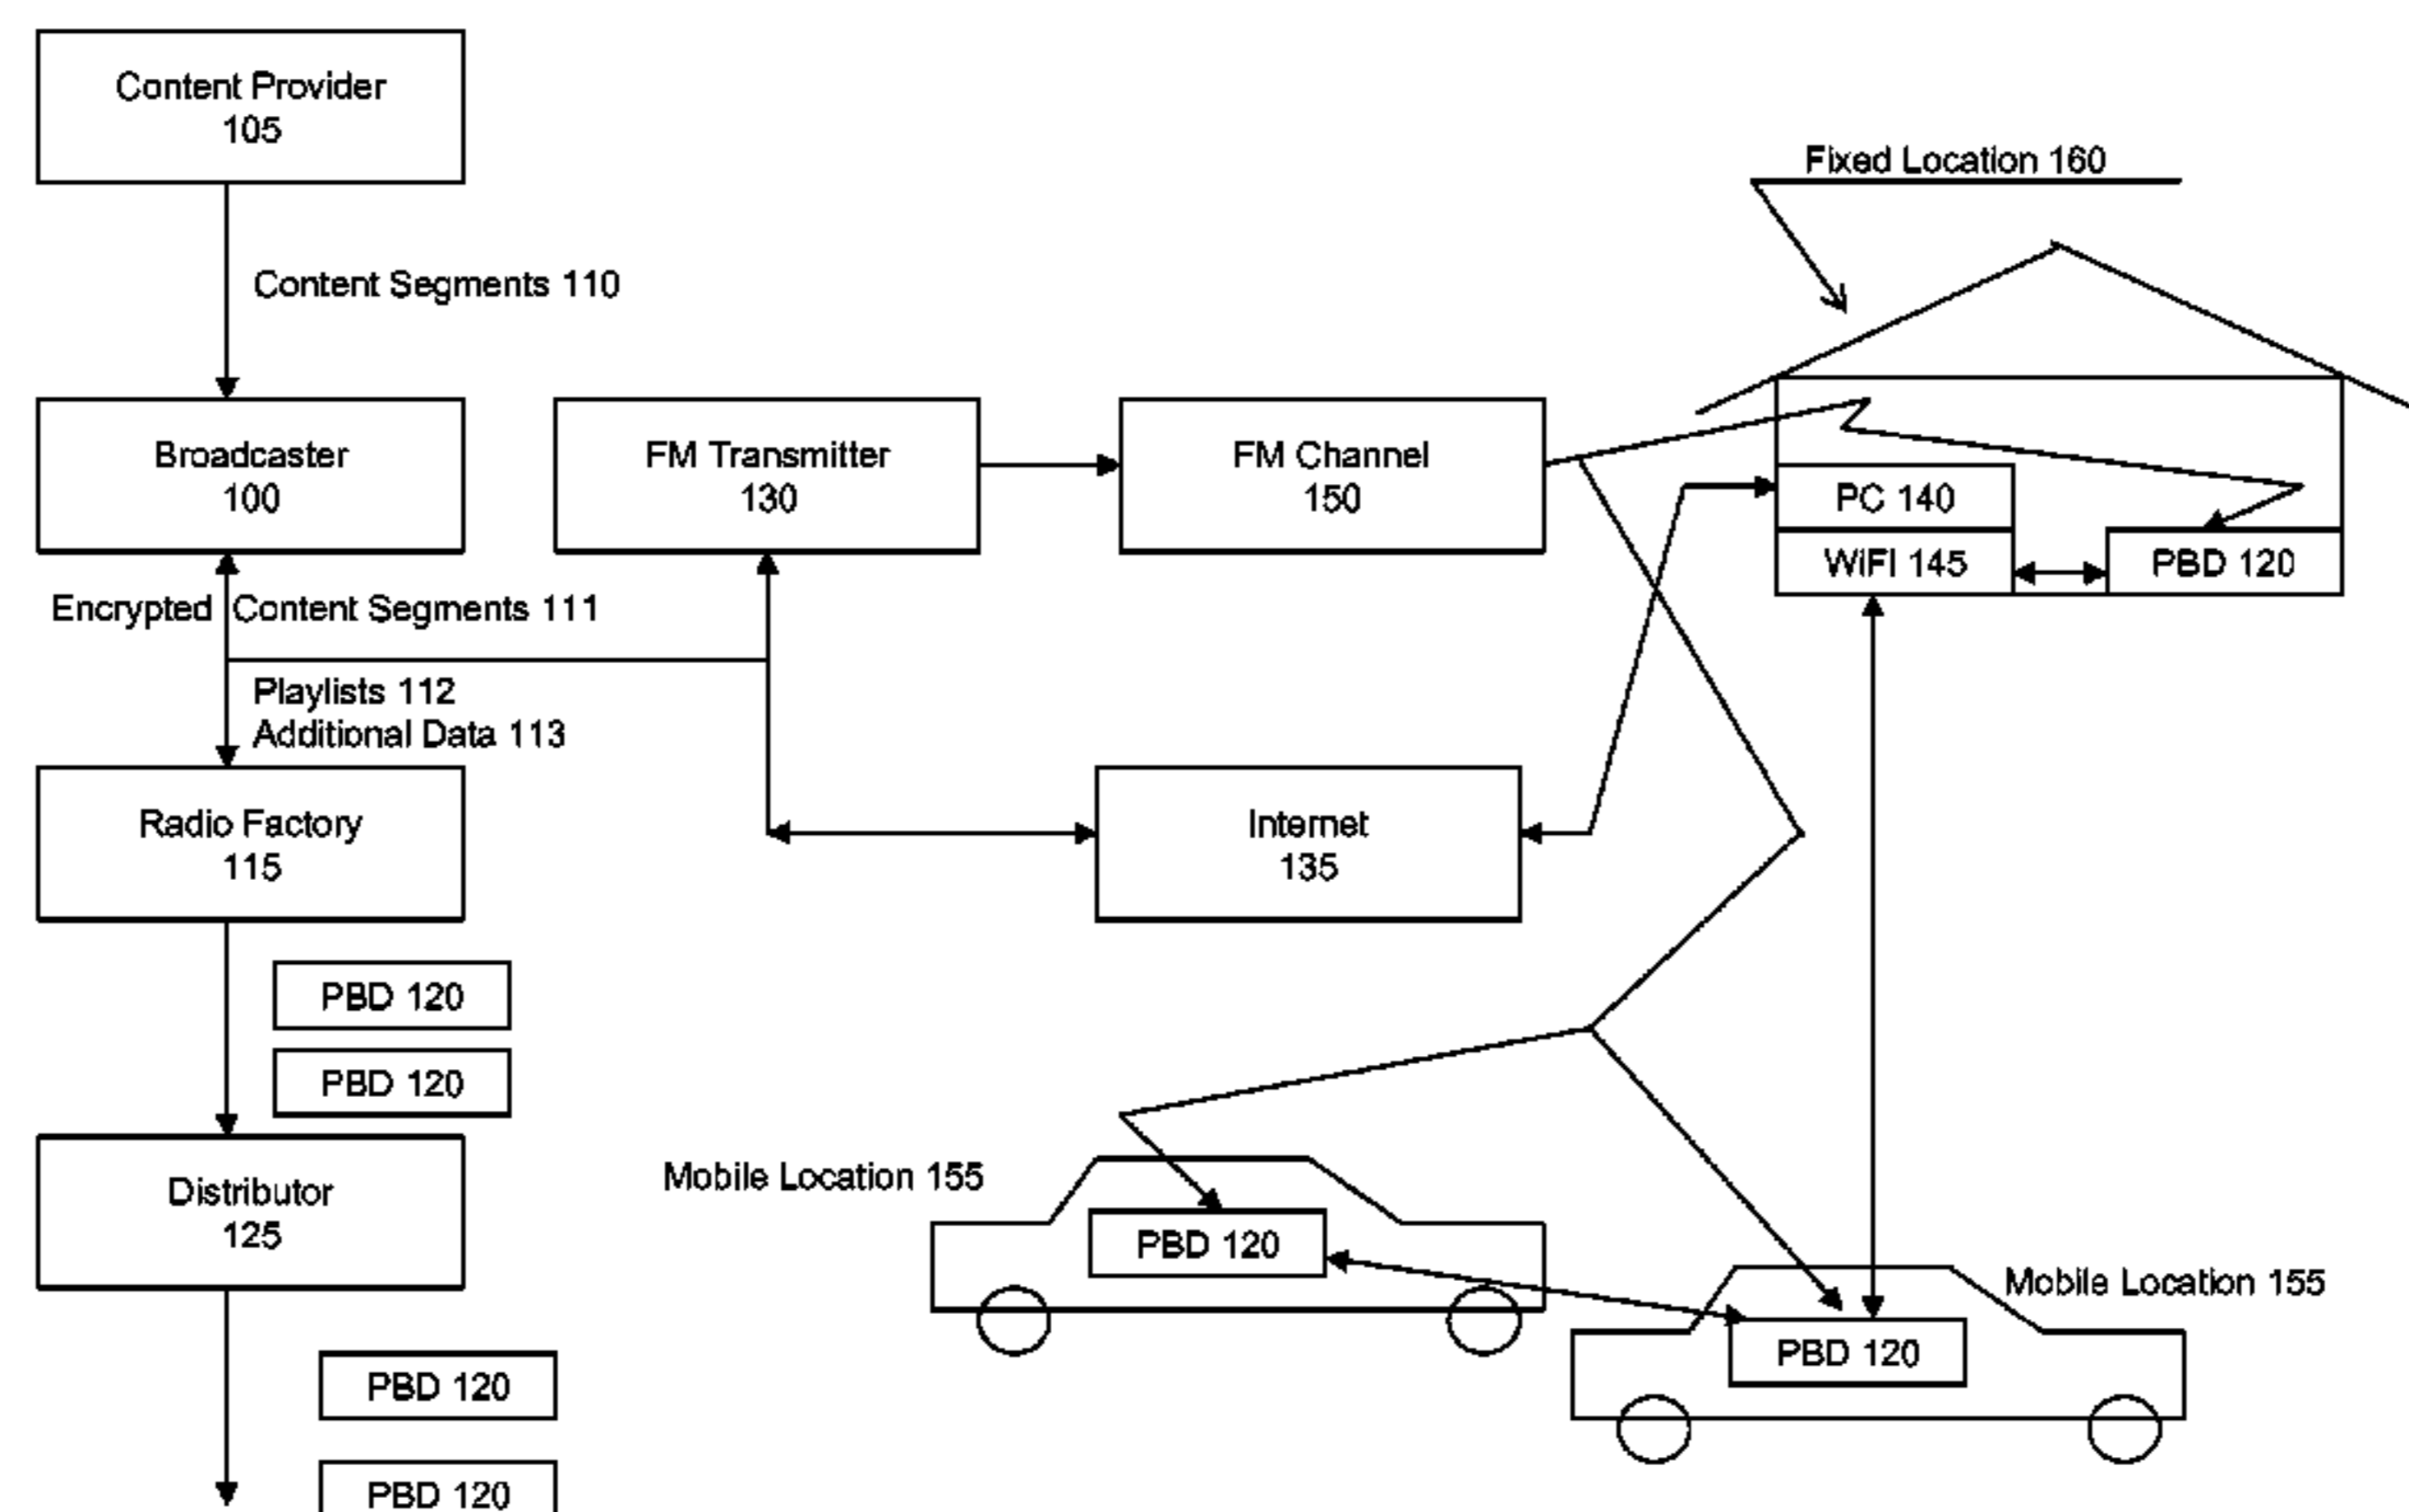 Content Provider
105
Fixed Location 160
Content Segments 110
Broadcaster
100
FM Transmitter
130
FM Channel
150
PC 140
WiFI 145
PBD 120
Encrypted Content Segments 111
Playlists 112
Additional Data 113
Radio Factory
115
Internet
135
PBD 120
PBD 120
Distributor
125
Mobile Location 155
PBD 120
Mobile Location 155
PBD 120
PBD 120
PBD 120